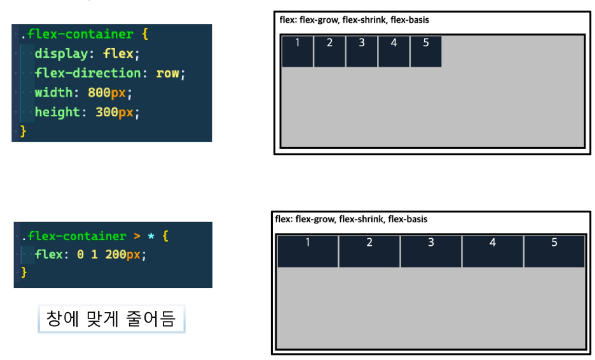 .flex-container {
display: flex;
flex-direction: row;
width: 800px;
height: 300px;
}
flex: flex-grow, flex-shrink, flex-basis
1 2 3 4 5
.flex-container > * {
flex: 0 1 200px;
}
창에 맞게 줄어듬
flex: flex-grow, flex-shrink, flex-basis
1 2 3 4 5